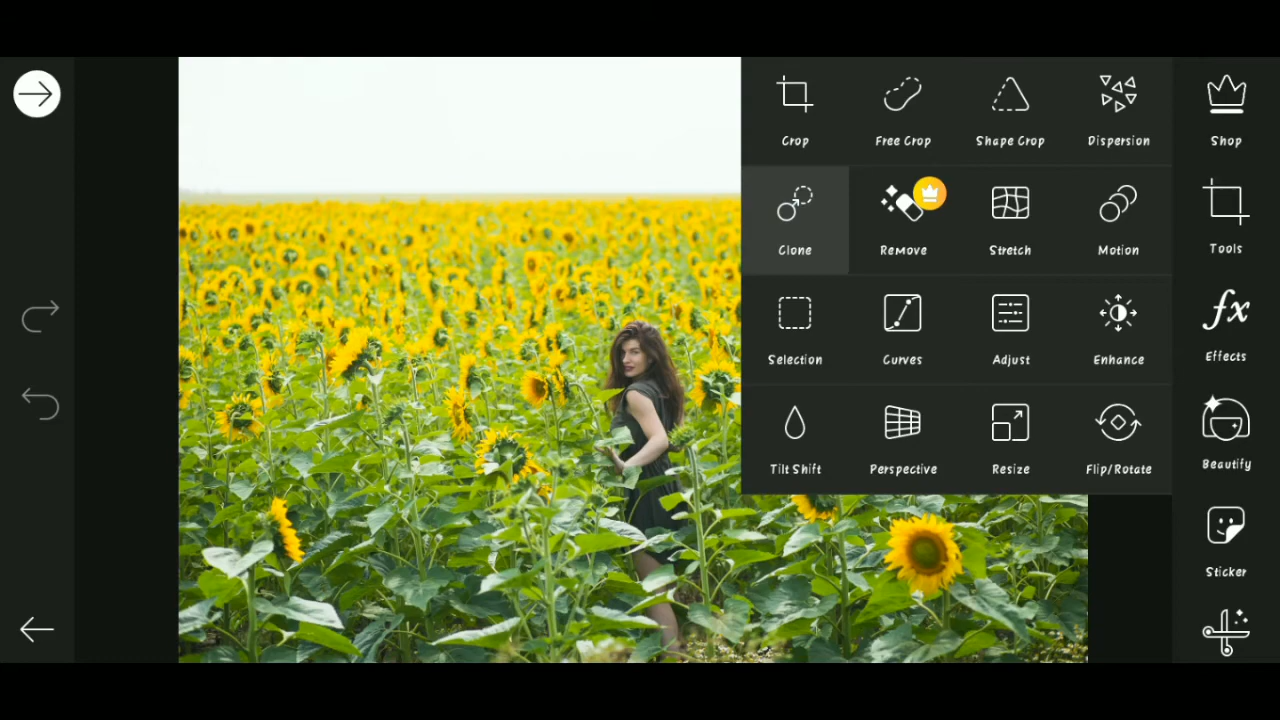 Crop Free Crop Shape Crop Dispersion Shop
Clone Remove Stretch Motion Tools
Selection Curves Adjust Enhance Effects
Tilt Shift Perspective Resize Flip/Rotate Beautify
Sticker